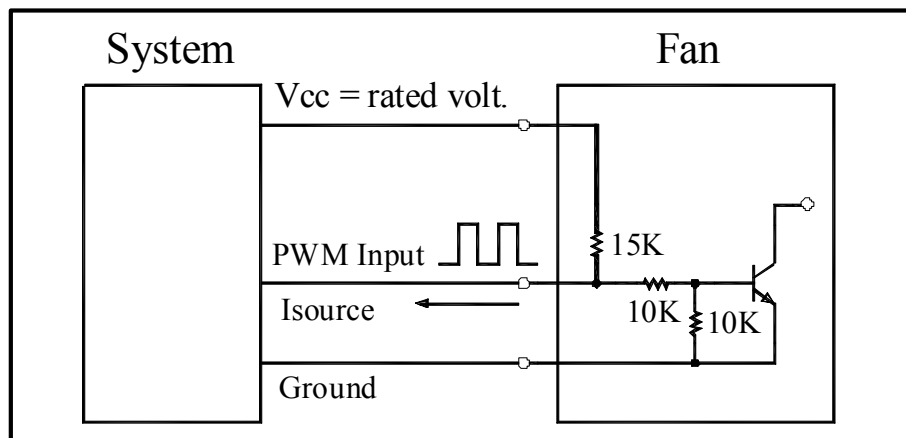 System
Fan
Vcc = rated volt.
15K
PWM Input
10K
10K
Isource
Ground